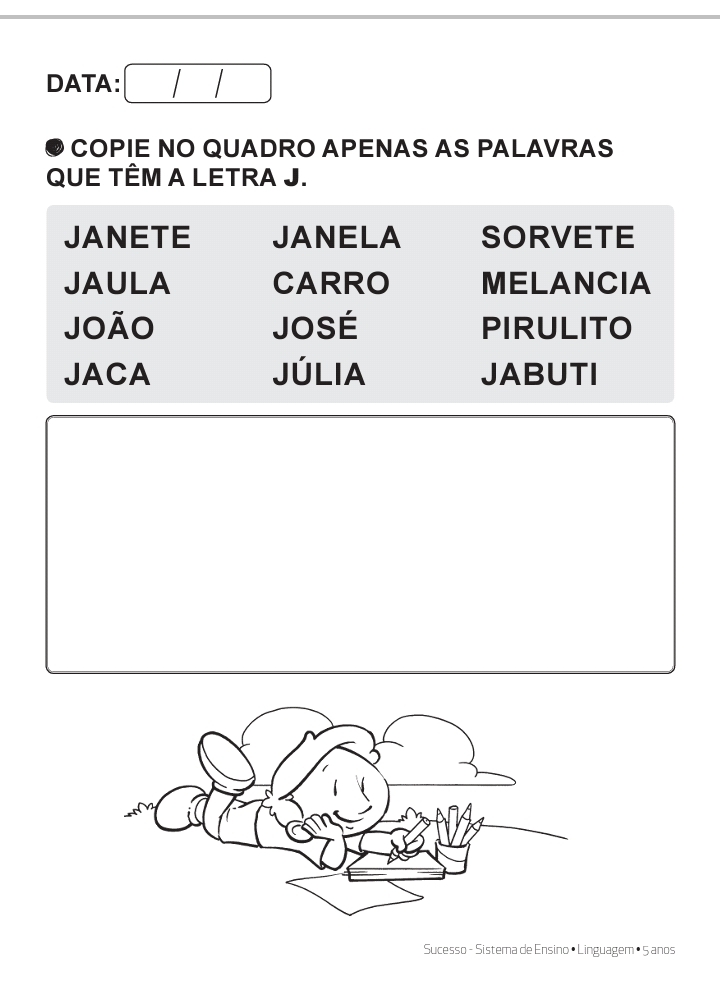 DATA: / /
COPIE NO QUADRO APENAS AS PALAVRAS
QUE TÊM A LETRA J.
JANETE JANELA SORVETE
JAULA CARRO MELANCIA
JOÃO JOSÉ PIRULITO
JACA JÚLIA JABUTI
Sucesso - Sistema de Ensino • Linguagem • 5 anos